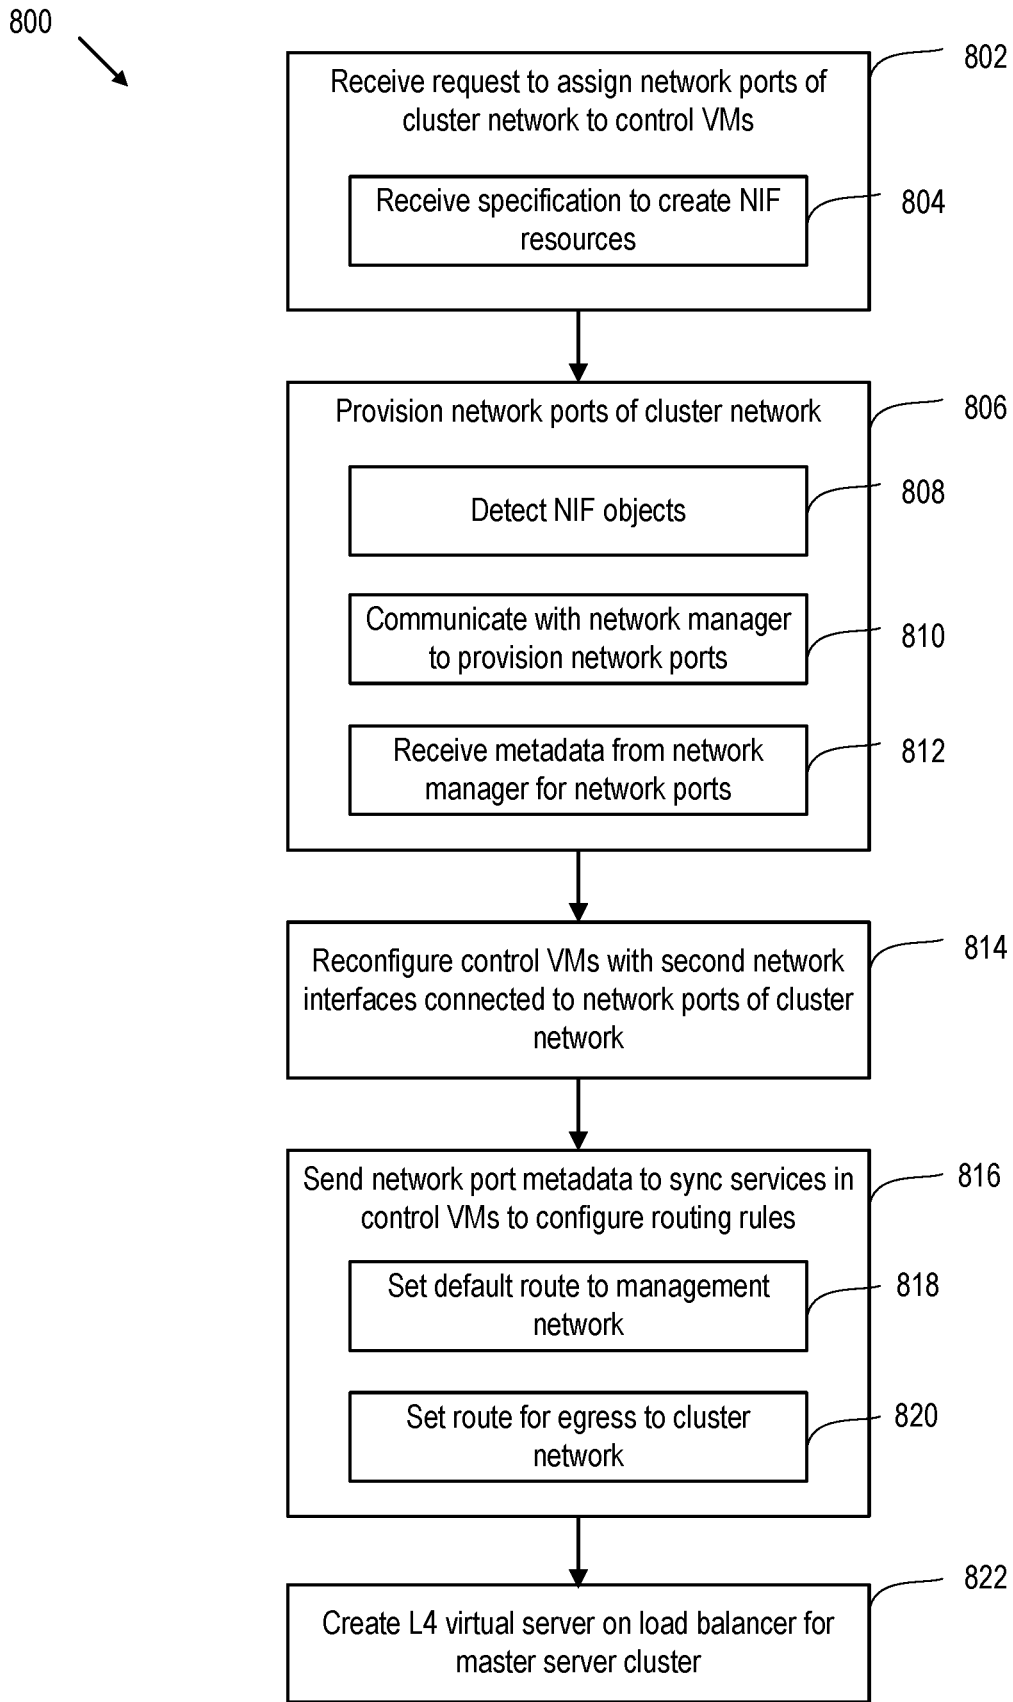 800
802
Receive request to assign network ports of
cluster network to control VMs
804
Receive specification to create NIF
resources
806
Provision network ports of cluster network
808
Detect NIF objects
810
Communicate with network manager
to provision network ports
812
Receive metadata from network
manager for network ports
814
Reconfigure control VMs with second network
interfaces connected to network ports of cluster
network
816
Send network port metadata to sync services in
control VMs to configure routing rules
818
Set default route to management
network
820
Set route for egress to cluster
network
822
Create L4 virtual server on load balancer for
master server cluster